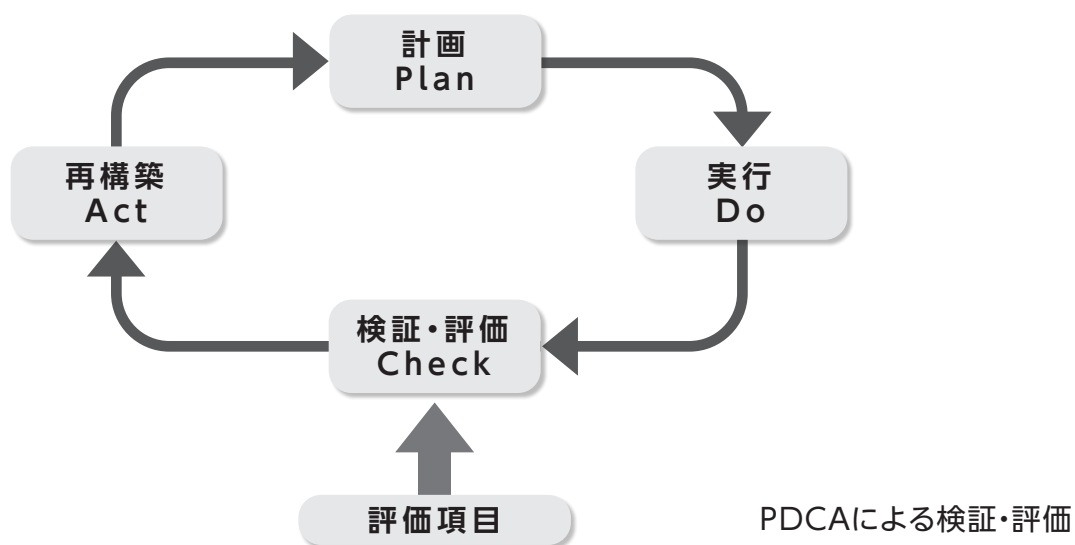 計画
Plan
再構築
Act
実行
Do
検証・評価
Check
評価項目
PDCAによる検証・評価